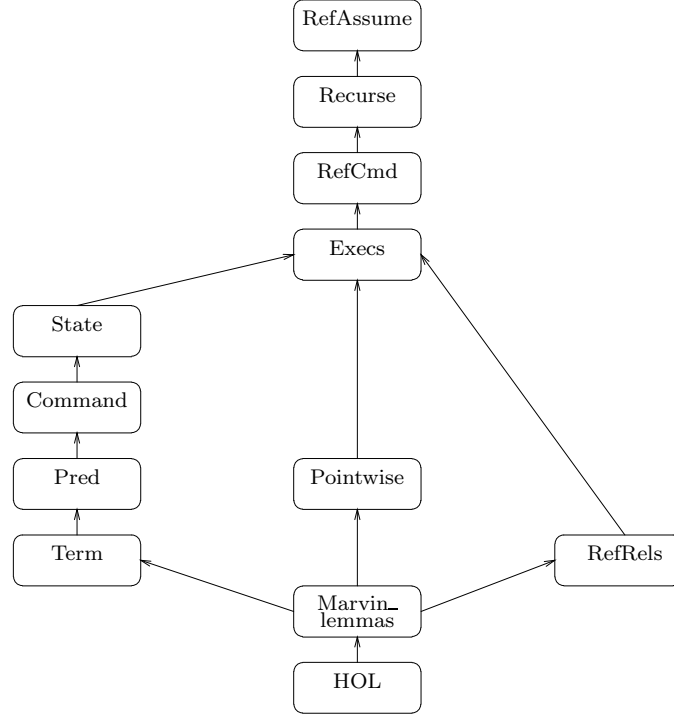 RefAssume
Recurse
RefCmd
Execs
State
Command
Pred
Pointwise
Term
RefRels
Marvin_
lemmas
HOL